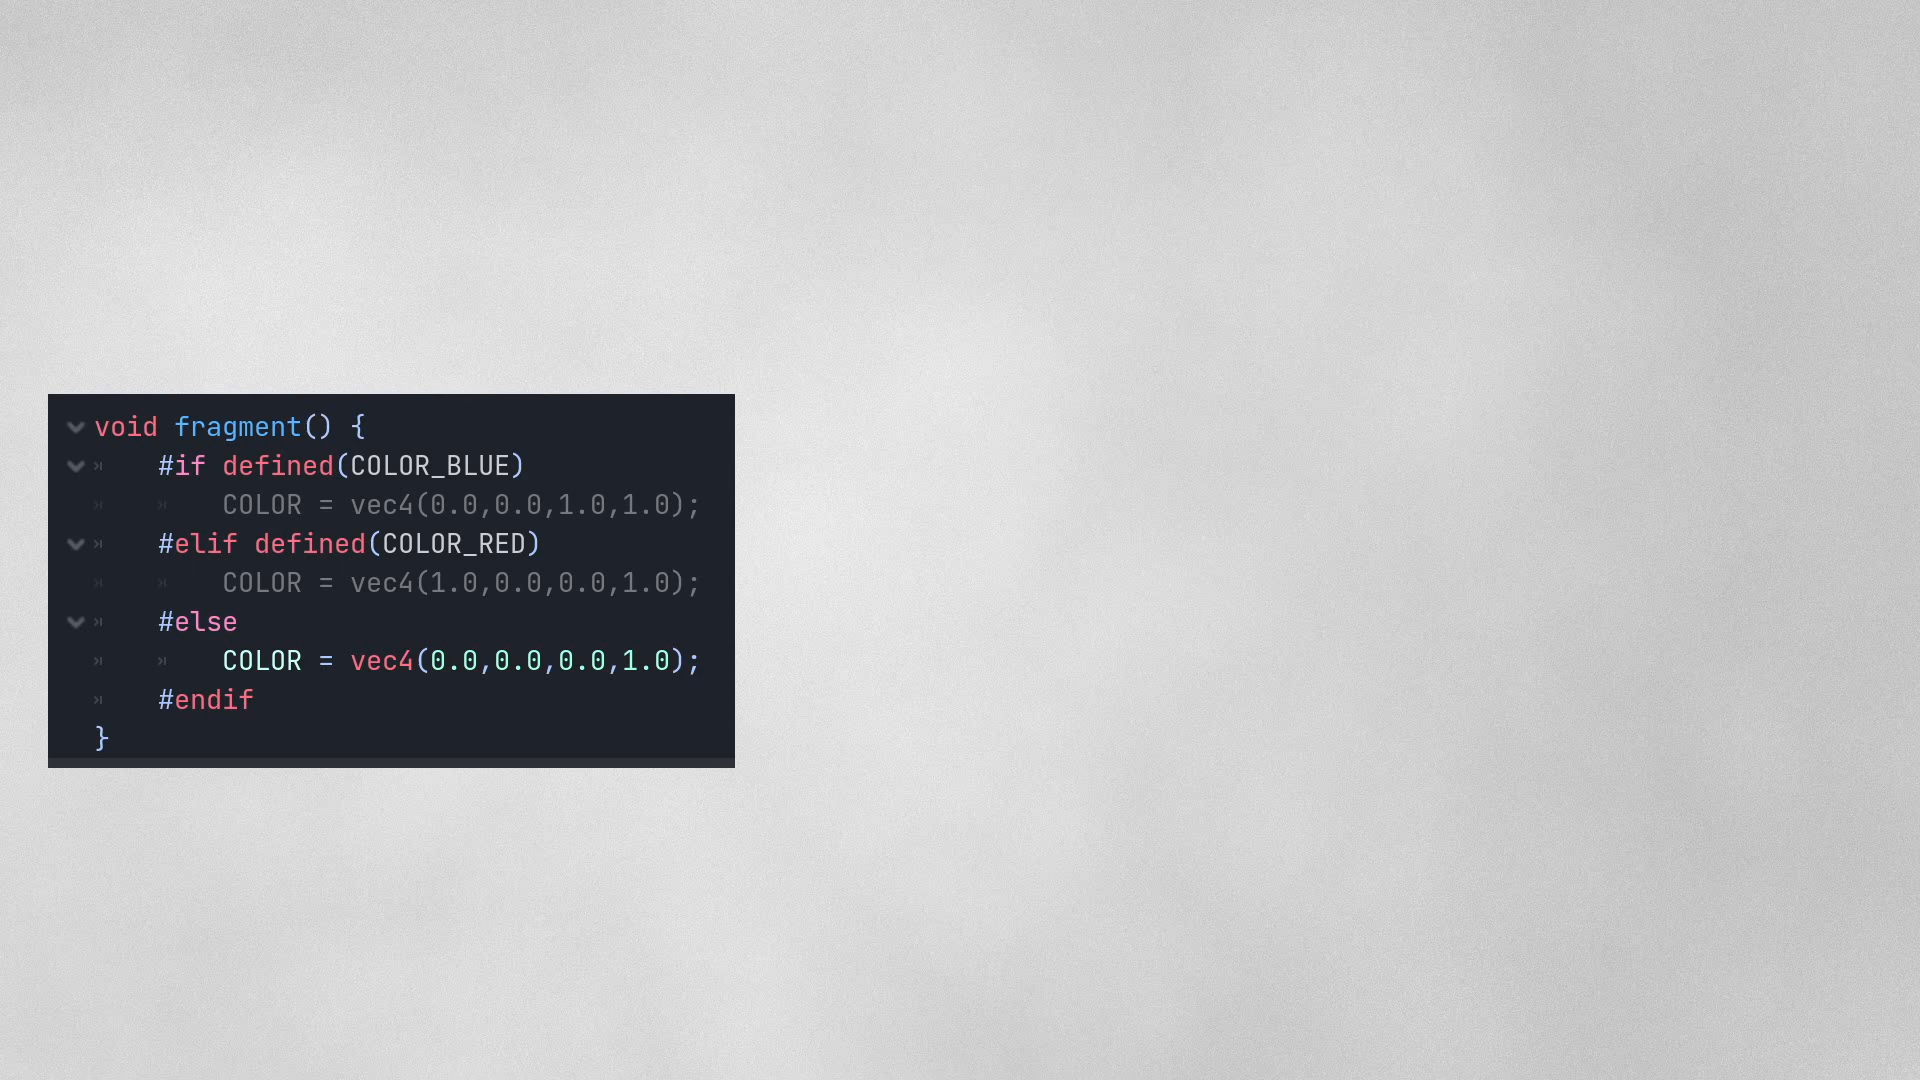 void fragment() {
#if defined(COLOR_BLUE)
COLOR = vec4(0.0,0.0,1.0,1.0);
#elif defined(COLOR_RED)
COLOR = vec4(1.0,0.0,0.0,1.0);
#else
COLOR = vec4(0.0,0.0,0.0,1.0);
#endif
}